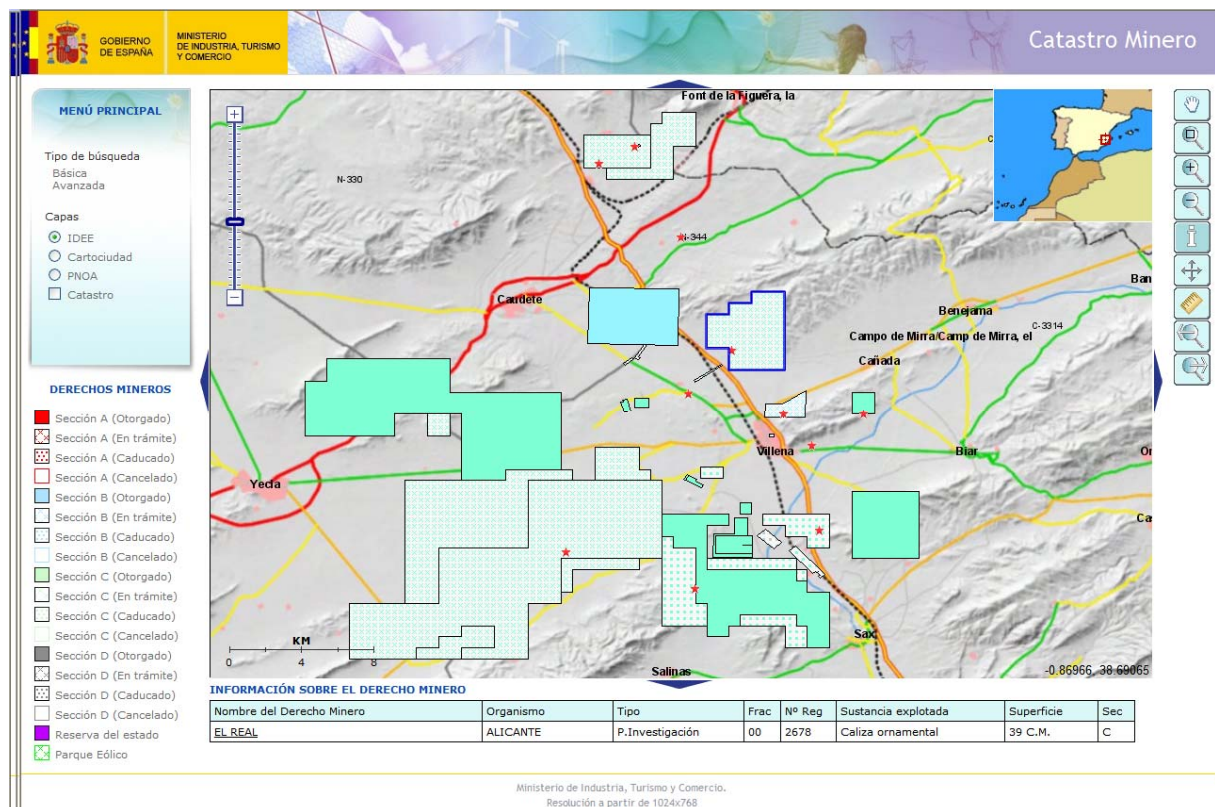 GOBIERNO
DE ESPAÑA
MINISTERIO
DE INDUSTRIA, TURISMO
Y COMERCIO
Catastro Minero
MENÚ PRINCIPAL
Tipo de búsqueda
Básica
Avanzada
Capas
IDEE
Cartociudad
PNOA
Catastro
DERECHOS MINEROS
Sección A (Otorgado)
Sección A (En trámite)
Sección A (Caducado)
Sección A (Cancelado)
Sección B (Otorgado)
Sección B (En trámite)
Sección B (Caducado)
Sección B (Cancelado)
Sección C (Otorgado)
Sección C (En trámite)
Sección C (Caducado)
Sección C (Cancelado)
Sección D (Otorgado)
Sección D (En trámite)
Sección D (Caducado)
Sección D (Cancelado)
Reserva del estado
Parque Eólico
Font de la Figuera, la
N-330
N-344
Caudete
Benejama
Ban
C-3314
Campo de Mirra/Camp de Mirra, el
Cañada
Villena
Biar
Or
Yecla
Ca
Sax
Salinas
KM
0 4 8
-0.86966, 38.69065
INFORMACIÓN SOBRE EL DERECHO MINERO
Nombre del Derecho Minero Organismo Tipo Frac Nº Reg Sustancia explotada Superficie Sec
EL REAL ALICANTE P.Investigación 00 2678 Caliza ornamental 39 C.M. C
Ministerio de Industria, Turismo y Comercio.
Resolución a partir de 1024x768